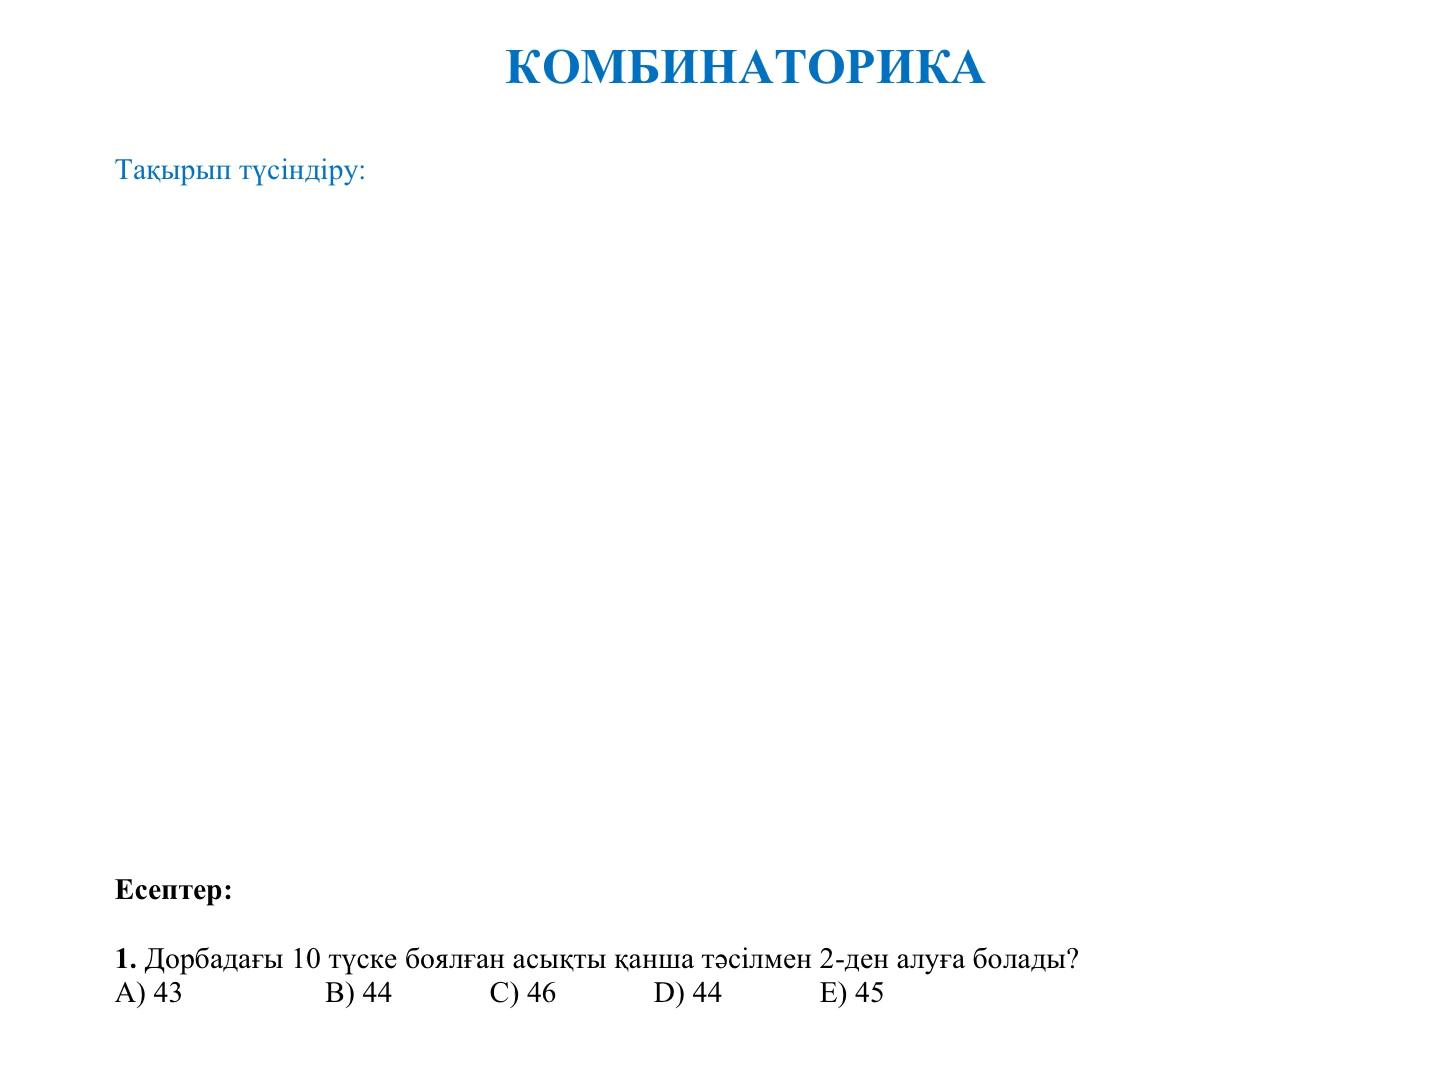 КОМБИНАТОРИКА
Тақырып түсіндіру:
Есептер:
1. Дорбадағы 10 түске боялған асықты қанша тәсілмен 2-ден алуға болады?
A) 43 B) 44 C) 46 D) 44 E) 45